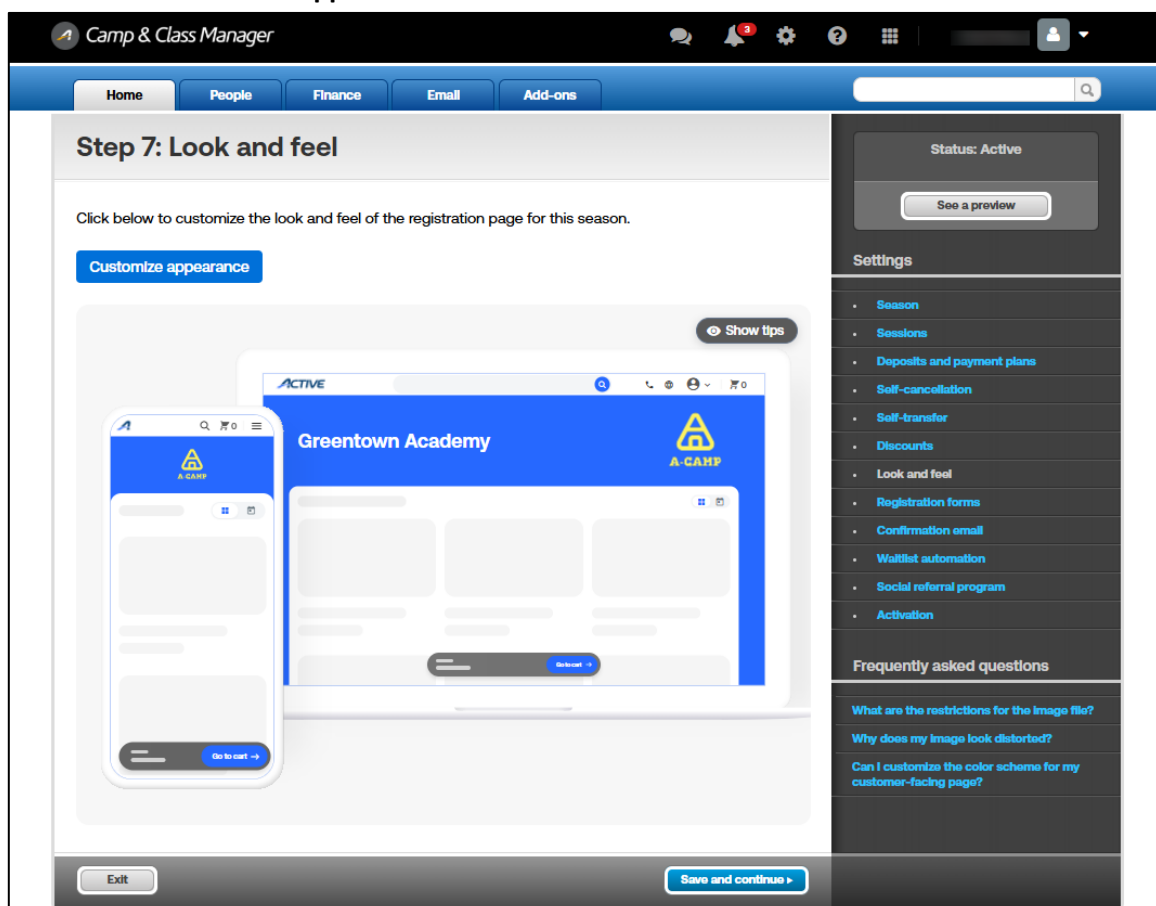 Camp & Class Manager
3
Home
People
Finance
Email
Add-ons
Step 7: Look and feel
Click below to customize the look and feel of the registration page for this season.
Customize appearance
Show tips
ACTIVE
0
0
Greentown Academy
A-CAMP
A-CAMP
Go to cart →
Go to cart →
Exit
Save and continue ▸
Status: Active
See a preview
Settings
• Season
• Sessions
• Deposits and payment plans
• Self-cancellation
• Self-transfer
• Discounts
• Look and feel
• Registration forms
• Confirmation email
• Waitlist automation
• Social referral program
• Activation
Frequently asked questions
What are the restrictions for the image file?
Why does my image look distorted?
Can I customize the color scheme for my
customer-facing page?